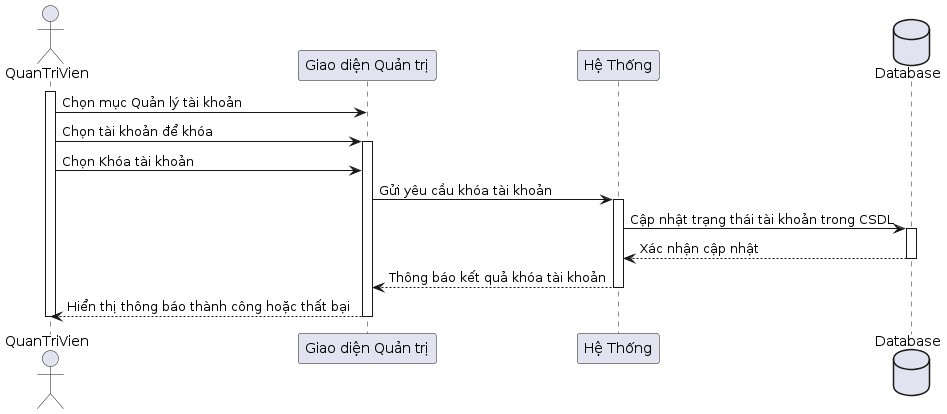 QuanTriVien
Giao diện Quản trị
Hệ Thống
Database
Chọn mục Quản lý tài khoản
Chọn tài khoản để khóa
Chọn Khóa tài khoản
Gửi yêu cầu khóa tài khoản
Cập nhật trạng thái tài khoản trong CSDL
Xác nhận cập nhật
Thông báo kết quả khóa tài khoản
Hiển thị thông báo thành công hoặc thất bại
QuanTriVien
Giao diện Quản trị
Hệ Thống
Database